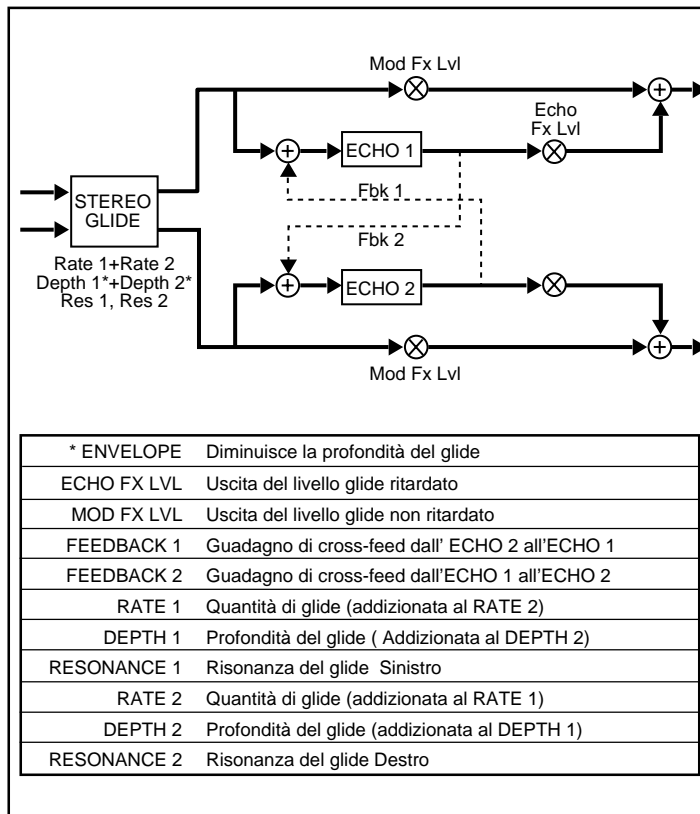 Mod Fx Lvl
Echo
Fx Lvl
ECHO 1
Fbk 1
STEREO
GLIDE
Fbk 2
Rate 1+Rate 2
Depth 1*+Depth 2*
Res 1, Res 2
ECHO 2
Mod Fx Lvl
* ENVELOPE Diminuisce la profondità del glide
ECHO FX LVL Uscita del livello glide ritardato
MOD FX LVL Uscita del livello glide non ritardato
FEEDBACK 1 Guadagno di cross-feed dall' ECHO 2 all'ECHO 1
FEEDBACK 2 Guadagno di cross-feed dall'ECHO 1 all'ECHO 2
RATE 1 Quantità di glide (addizionata al RATE 2)
DEPTH 1 Profondità del glide ( Addizionata al DEPTH 2)
RESONANCE 1 Risonanza del glide Sinistro
RATE 2 Quantità di glide (addizionata al RATE 1)
DEPTH 2 Profondità del glide (addizionata al DEPTH 1)
RESONANCE 2 Risonanza del glide Destro